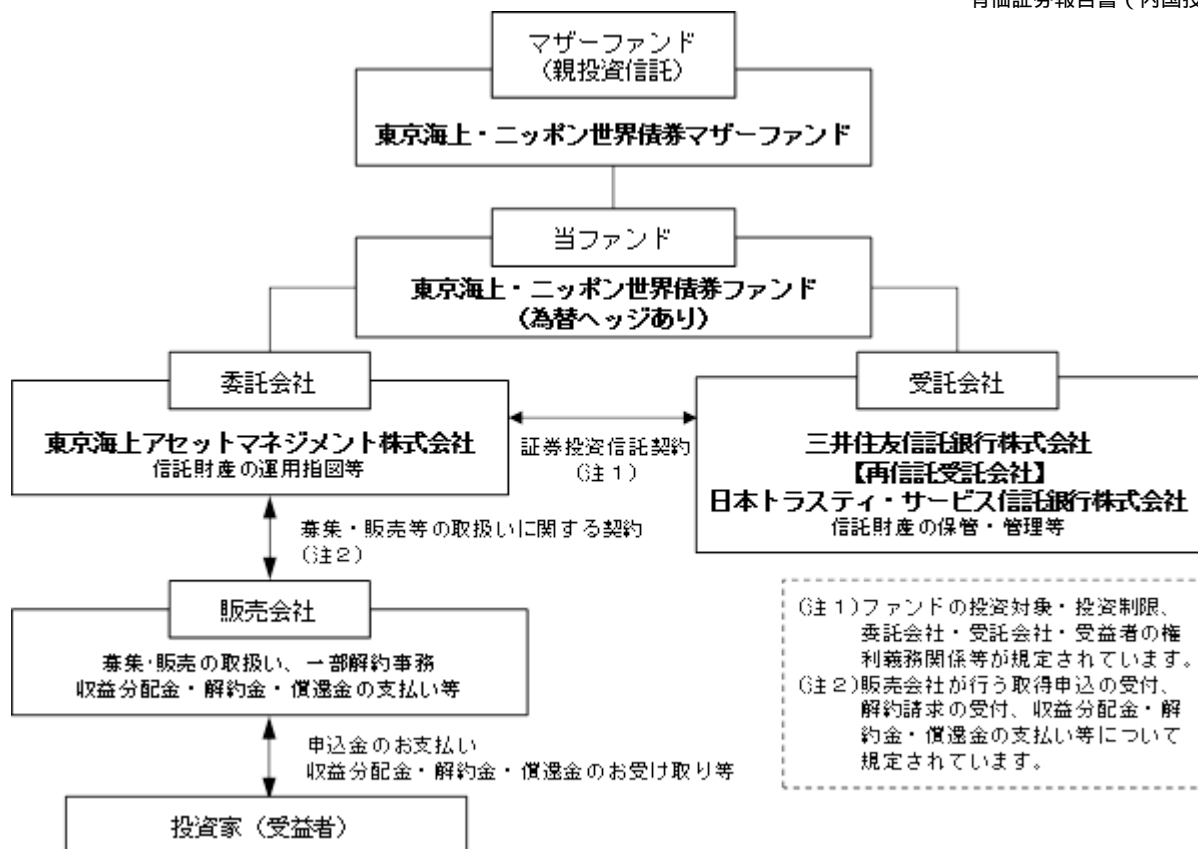 有価証券報告書（内国投
マザーファンド
（親投資信託）
東京海上・ニッポン世界債券マザーファンド
当ファンド
東京海上・ニッポン世界債券ファンド
（為替ヘッジあり）
委託会社
東京海上アセットマネジメント株式会社
信託財産の運用指図等
証券投資信託契約
（注１）
受託会社
三井住友信託銀行株式会社
【再信託受託会社】
日本トラスティ・サービス信託銀行株式会社
信託財産の保管・管理等
募集・販売等の取扱いに関する契約
（注２）
販売会社
募集・販売の取扱い、一部解約事務
収益分配金・解約金・償還金の支払い等
（注１）ファンドの投資対象・投資制限、
委託会社・受託会社・受益者の権
利義務関係等が規定されています。
（注２）販売会社が行う取得申込の受付、
解約請求の受付、収益分配金・解
約金・償還金の支払い等について
規定されています。
申込金のお支払い
収益分配金・解約金・償還金のお受け取り等
投資家（受益者）